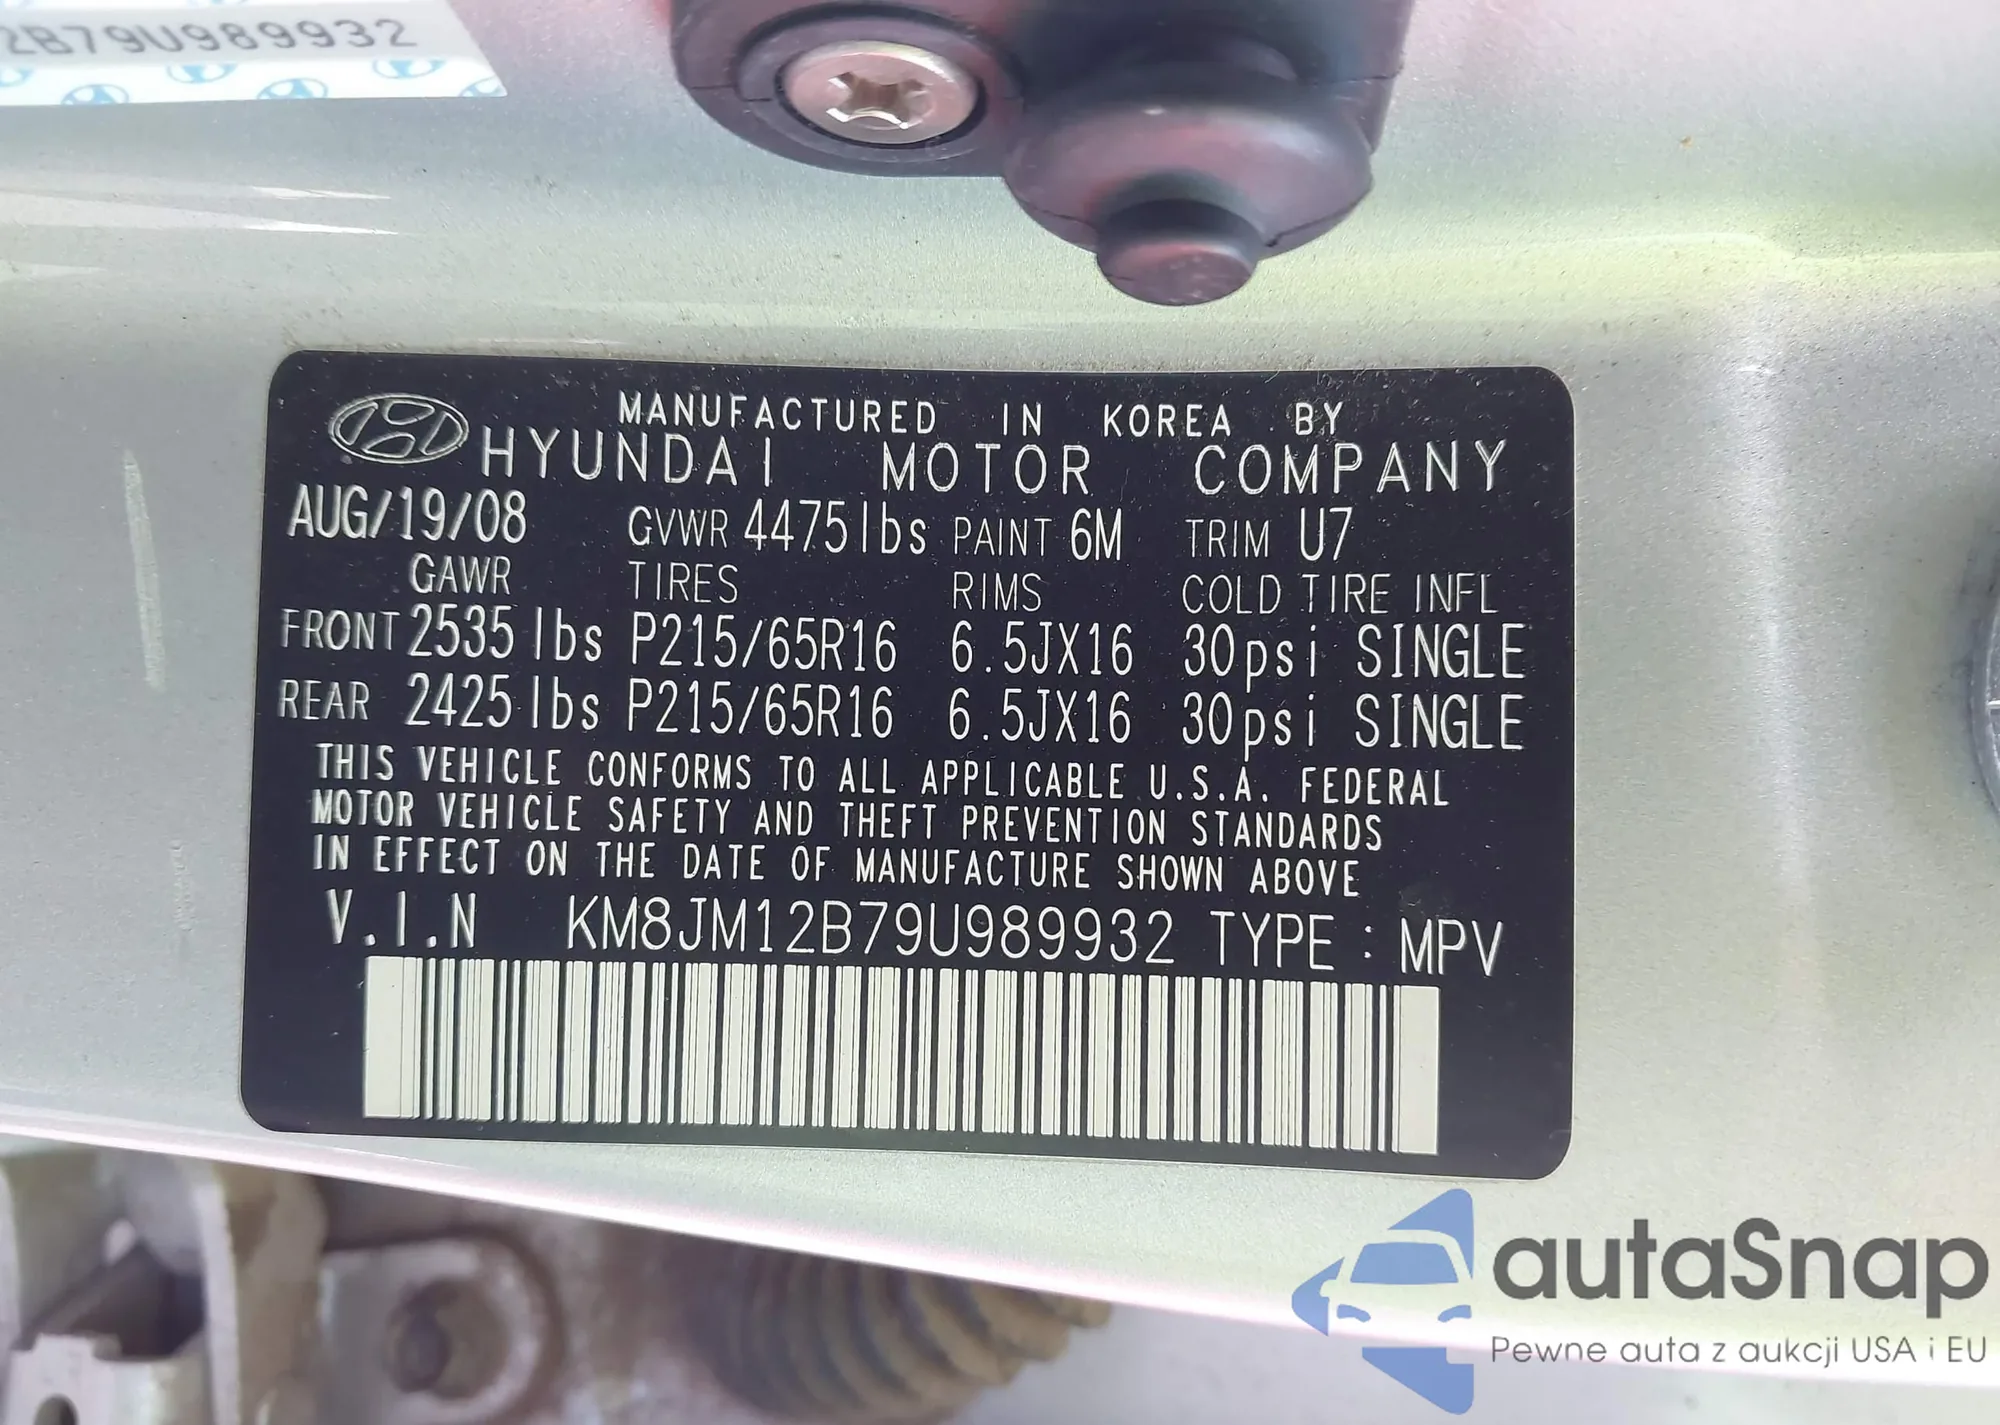 2B79U989932
MANUFACTURED IN KOREA BY
HYUNDAI MOTOR COMPANY
AUG/19/08 GVWR 4475lbs PAINT 6M TRIM U7
GAWR TIRES RIMS COLD TIRE INFL
FRONT 2535lbs P215/65R16 6.5JX16 30psi SINGLE
REAR 2425lbs P215/65R16 6.5JX16 30psi SINGLE
THIS VEHICLE CONFORMS TO ALL APPLICABLE U.S.A. FEDERAL
MOTOR VEHICLE SAFETY AND THEFT PREVENTION STANDARDS
IN EFFECT ON THE DATE OF MANUFACTURE SHOWN ABOVE
V.I.N KM8JM12B79U989932 TYPE : MPV
autaSnap
Pewne auta z aukcji USA i EU